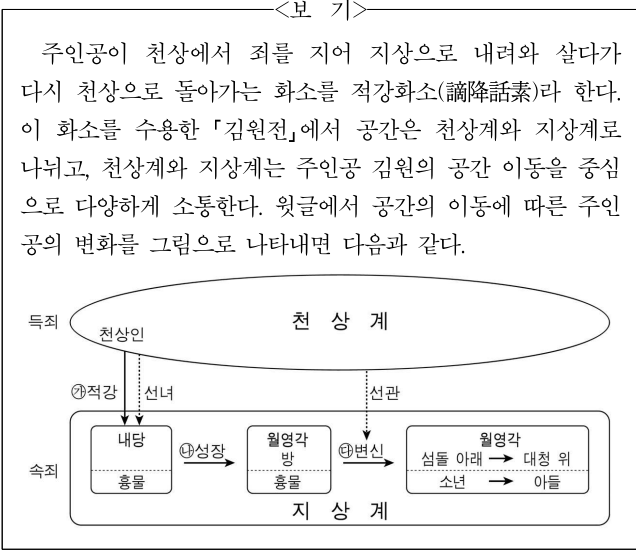 <보 기>
주인공이 천상에서 죄를 지어 지상으로 내려와 살다가
다시 천상으로 돌아가는 화소를 적강화소(謫降話素)라 한다.
이 화소를 수용한 「김원전」에서 공간은 천상계와 지상계로
나뉘고, 천상계와 지상계는 주인공 김원의 공간 이동을 중심
으로 다양하게 소통한다. 윗글에서 공간의 이동에 따른 주인
공의 변화를 그림으로 나타내면 다음과 같다.
득죄
천 상 계
천상인
㉮적강
선녀
선관
속죄
내당
흉물
㉯성장
월영각
방
흉물
㉰변신
월영각
섬돌 아래 → 대청 위
소년 → 아들
지 상 계